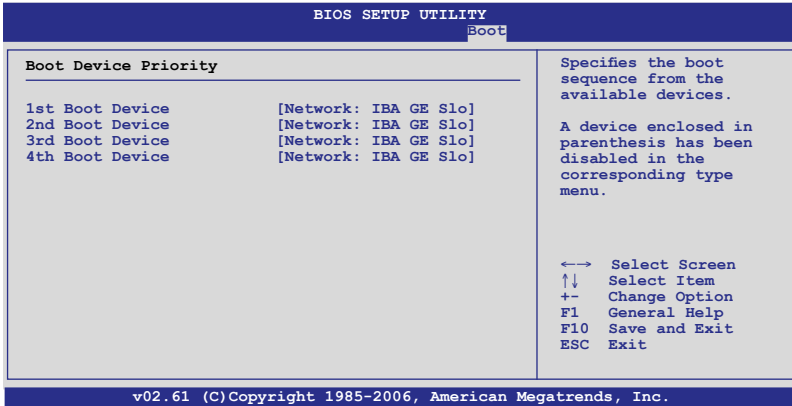 BIOS SETUP UTILITY
Boot
Boot Device Priority
1st Boot Device [Network: IBA GE Slo]
2nd Boot Device [Network: IBA GE Slo]
3rd Boot Device [Network: IBA GE Slo]
4th Boot Device [Network: IBA GE Slo]
Specifies the boot
sequence from the
available devices.
A device enclosed in
parenthesis has been
disabled in the
corresponding type
menu.
←→ Select Screen
↑↓ Select Item
+- Change Option
F1 General Help
F10 Save and Exit
ESC Exit
v02.61 (C)Copyright 1985-2006, American Megatrends, Inc.